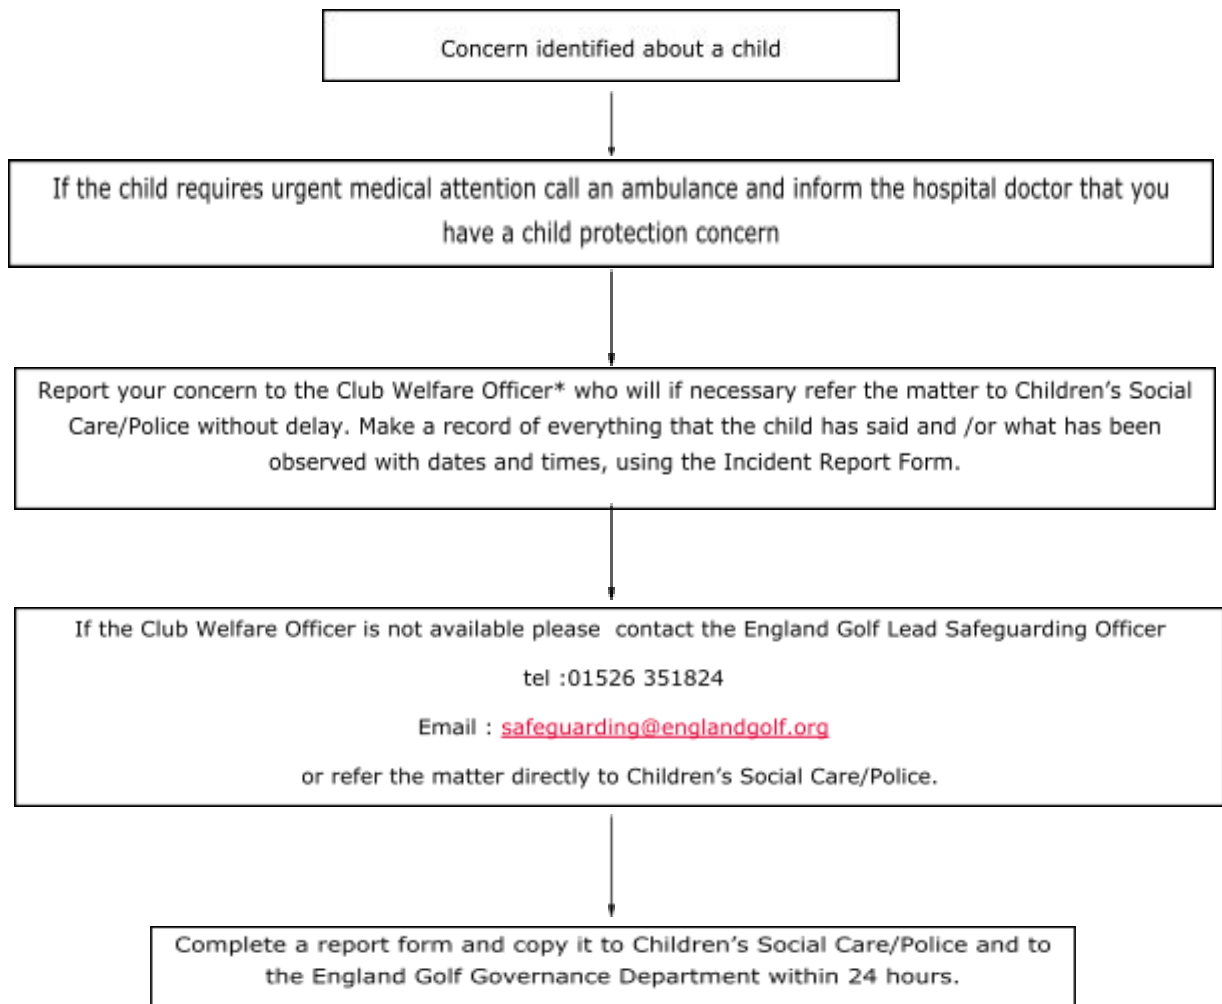 Concern identified about a child
If the child requires urgent medical attention call an ambulance and inform the hospital doctor that you
have a child protection concern
Report your concern to the Club Welfare Officer* who will if necessary refer the matter to Children's Social
Care/Police without delay. Make a record of everything that the child has said and /or what has been
observed with dates and times, using the Incident Report Form.
If the Club Welfare Officer is not available please  contact the England Golf Lead Safeguarding Officer
tel :01526 351824
Email : safeguarding@englandgolf.org
or refer the matter directly to Children's Social Care/Police.
Complete a report form and copy it to Children's Social Care/Police and to
the England Golf Governance Department within 24 hours.